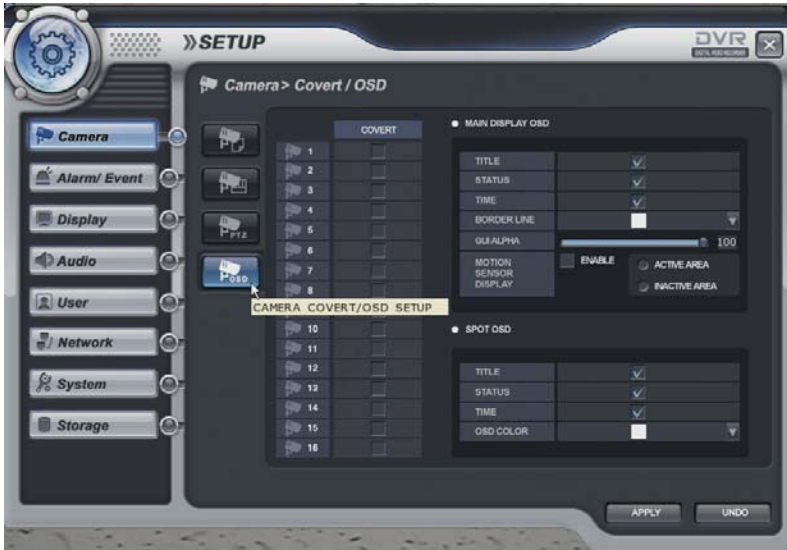 »SETUP
DVR
DIGITAL VIDEO RECORDER
Camera> Covert / OSD
Camera
Alarm/ Event
Display
Audio
User
Network
System
Storage
PTZ
OSD
COVERT
1
2
3
4
5
6
7
8
CAMERA COVERT/OSD SETUP
10
11
12
13
14
15
16
MAIN DISPLAY OSD
TITLE
STATUS
TIME
BORDER LINE
GUI ALPHA 100
MOTION SENSOR DISPLAY
ENABLE
ACTIVE AREA
INACTIVE AREA
SPOT OSD
TITLE
STATUS
TIME
OSD COLOR
APPLY
UNDO